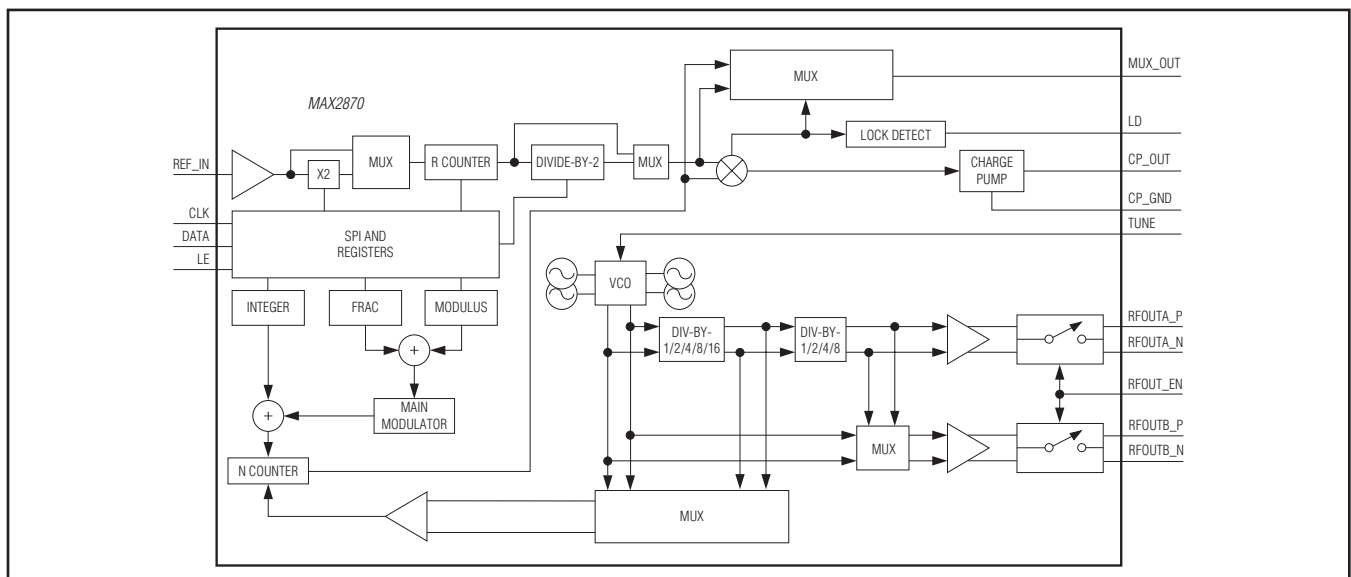 MAX2870
REF_IN
CLK
DATA
LE
X2
MUX
R COUNTER
DIVIDE-BY-2
MUX
MUX
LOCK DETECT
CHARGE
PUMP
MUX_OUT
LD
CP_OUT
CP_GND
TUNE
SPI AND
REGISTERS
INTEGER
FRAC
MODULUS
+
+
MAIN
MODULATOR
N COUNTER
VCO
DIV-BY-
1/2/4/8/16
DIV-BY-
1/2/4/8
RFOUTA_P
RFOUTA_N
RFOUT_EN
MUX
RFOUTB_P
RFOUTB_N
MUX